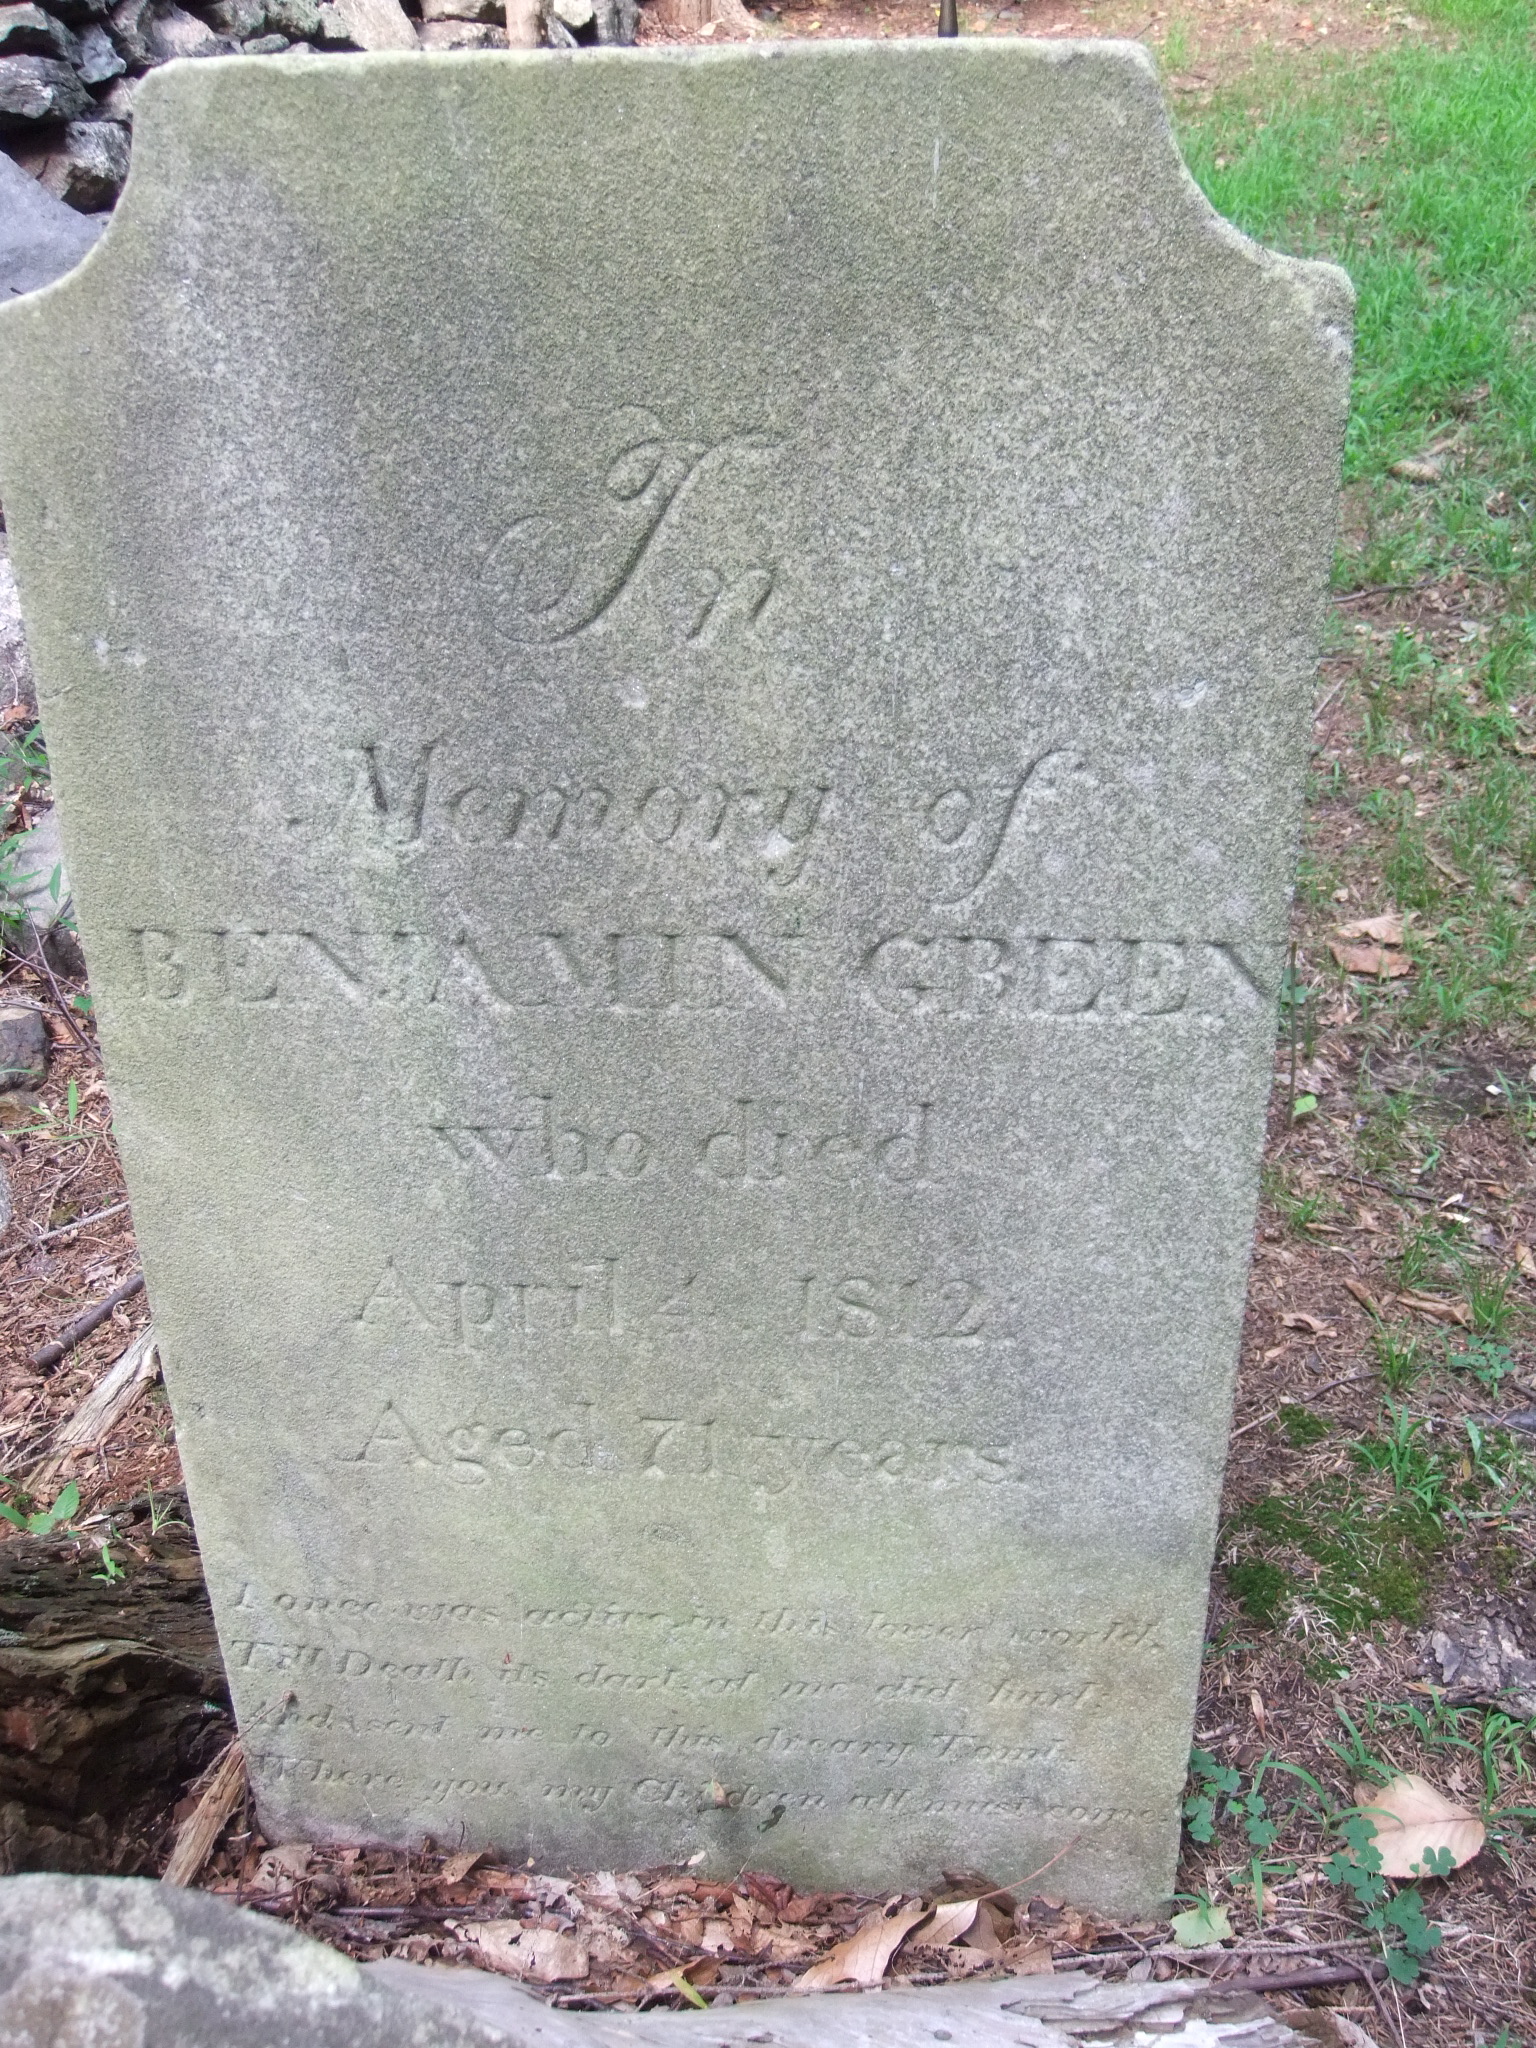 In
Memory of
BENJAMIN GREEN
who died
April 4 1812.
Aged 71 years.
I once was active in this lower world,
Till Death its dark at me did hurl,
And sent me to this dreary Tomb
Where you my Children all must come